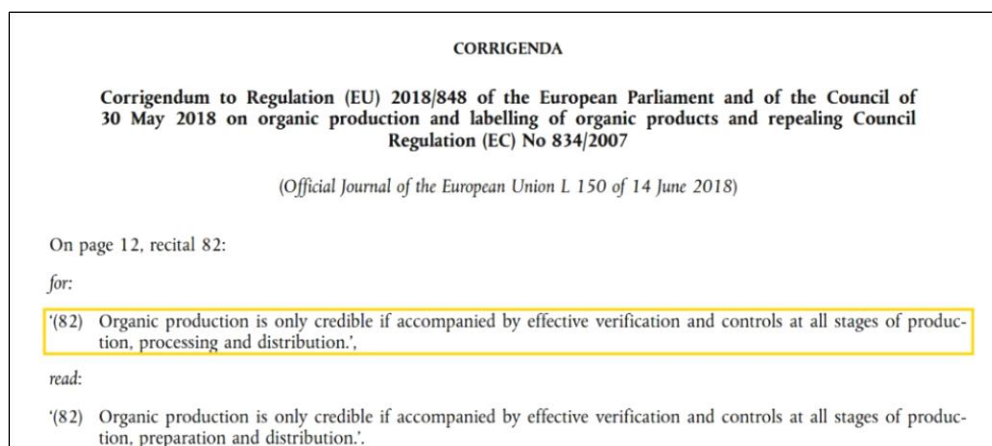 CORRIGENDA
Corrigendum to Regulation (EU) 2018/848 of the European Parliament and of the Council of
30 May 2018 on organic production and labelling of organic products and repealing Council
Regulation (EC) No 834/2007
(Official Journal of the European Union L 150 of 14 June 2018)
On page 12, recital 82:
for:
‘(82) Organic production is only credible if accompanied by effective verification and controls at all stages of produc-
tion, processing and distribution.’,
read:
‘(82) Organic production is only credible if accompanied by effective verification and controls at all stages of produc-
tion, preparation and distribution.’.